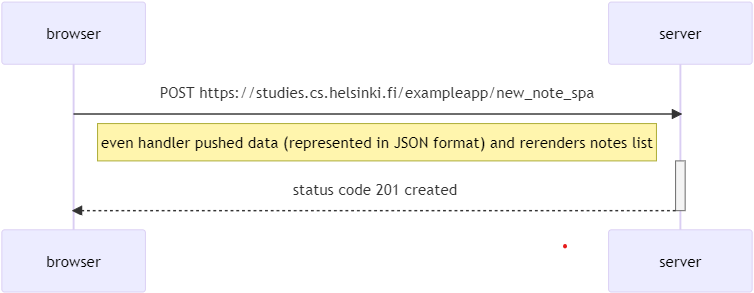 browser server
POST https://studies.cs.helsinki.fi/exampleapp/new_note_spa
even handler pushed data (represented in JSON format) and rerenders notes list
status code 201 created
browser server